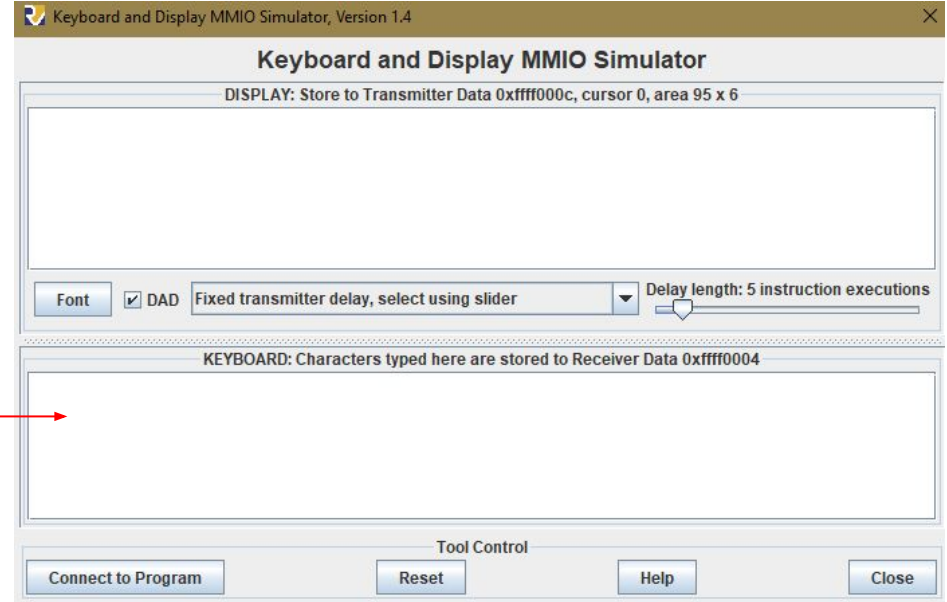 Keyboard and Display MMIO Simulator, Version 1.4
Keyboard and Display MMIO Simulator
DISPLAY: Store to Transmitter Data 0xffff000c, cursor 0, area 95 x 6
Font DAD Fixed transmitter delay, select using slider Delay length: 5 instruction executions
KEYBOARD: Characters typed here are stored to Receiver Data 0xffff0004
Tool Control
Connect to Program Reset Help Close